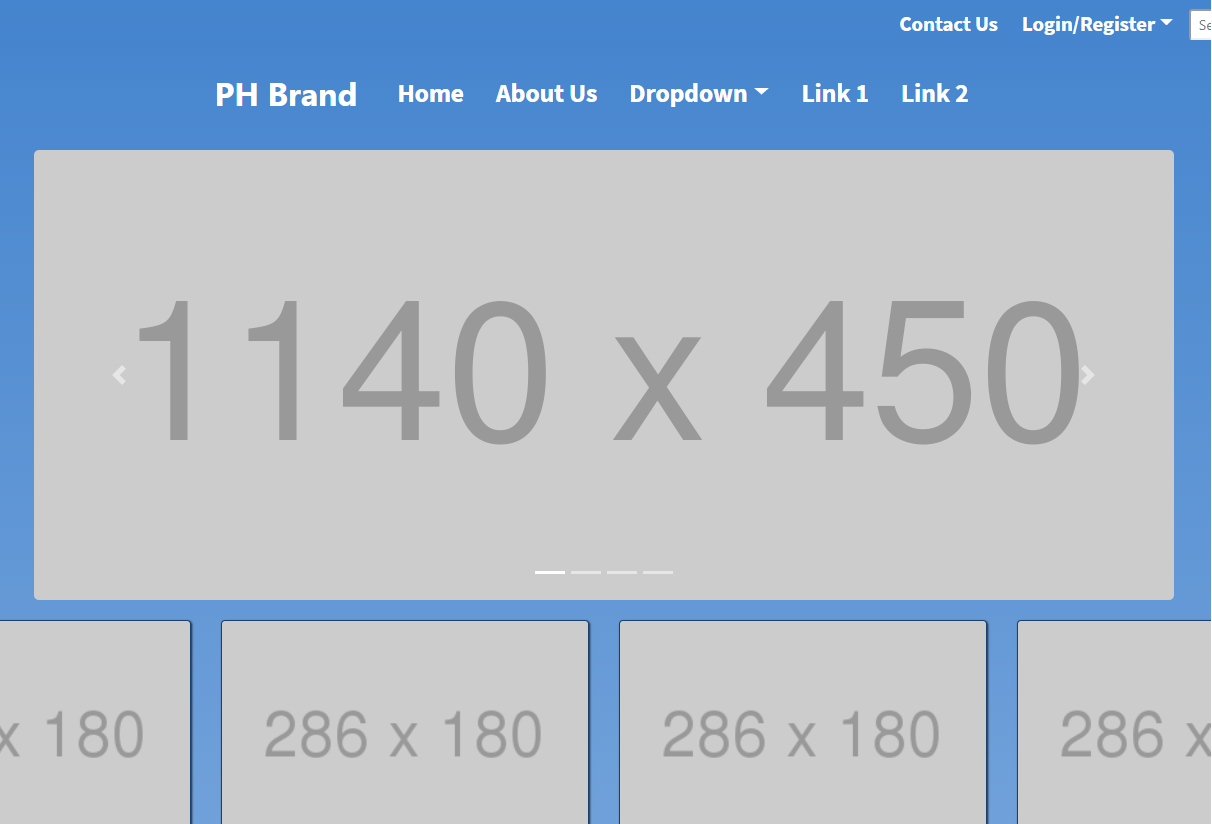 Contact Us Login/Register Se
PH Brand Home About Us Dropdown Link 1 Link 2
1140 x 450
x 180 286 x 180 286 x 180 286 x